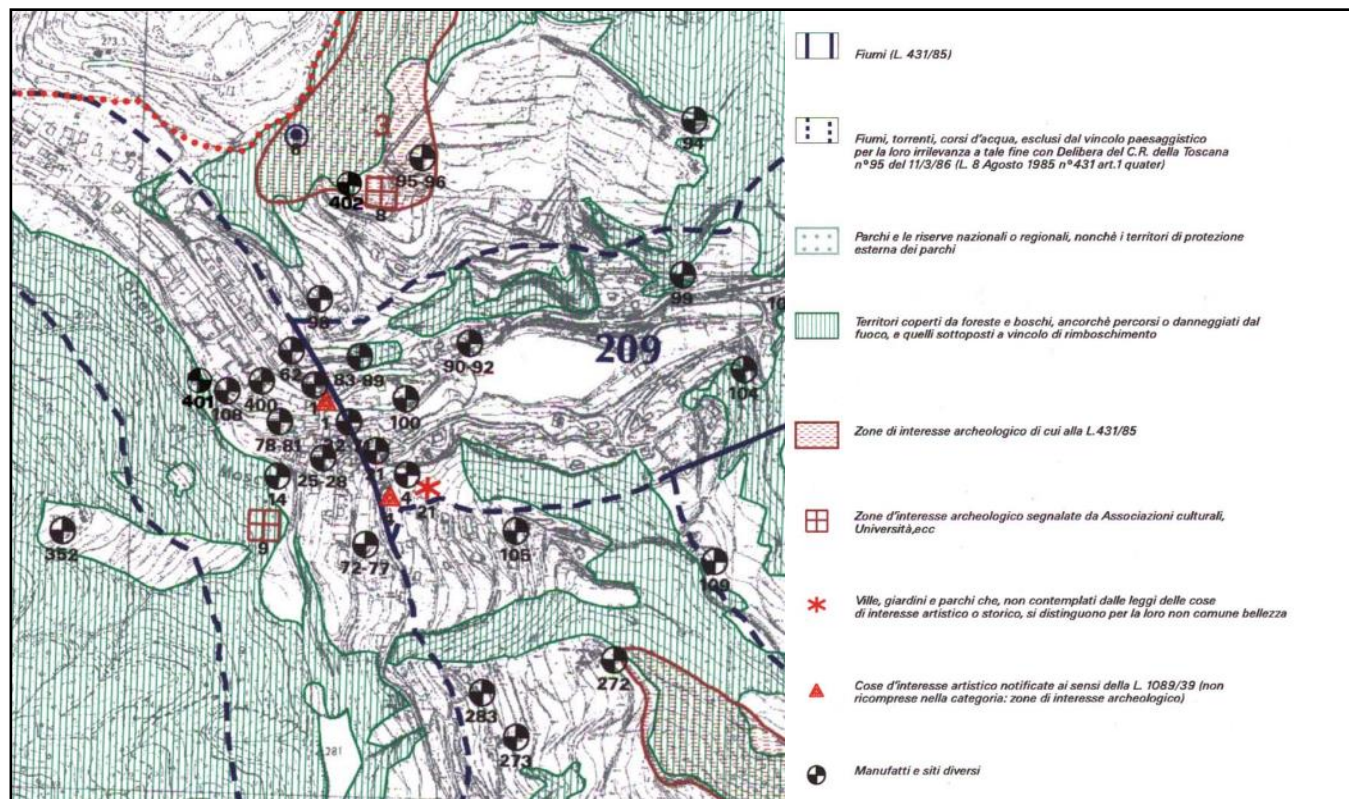 273,5
3
8
94
95-96
402
8
98
99
209
90-92
62
83-89
104
401
108
400
1
1
100
78-81
21
25-28
14
4
21
9
352
72-77
105
109
272
283
273
281
Fiumi (L. 431/85)
Fiumi, torrenti, corsi d'acqua, esclusi dal vincolo paesaggistico
per la loro irrilevanza a tale fine con Delibera del C.R. della Toscana
n°95 del 11/3/86 (L. 8 Agosto 1985 n°431 art.1 quater)
Parchi e le riserve nazionali o regionali, nonchè i territori di protezione
esterna dei parchi
Territori coperti da foreste e boschi, ancorchè percorsi o danneggiati dal
fuoco, e quelli sottoposti a vincolo di rimboschimento
Zone di interesse archeologico di cui alla L.431/85
Zone d'interesse archeologico segnalate da Associazioni culturali,
Università,ecc
Ville, giardini e parchi che, non contemplati dalle leggi delle cose
di interesse artistico o storico, si distinguono per la loro non comune bellezza
Cose d'interesse artistico notificate ai sensi della L. 1089/39 (non
ricomprese nella categoria: zone di interesse archeologico)
Manufatti e siti diversi